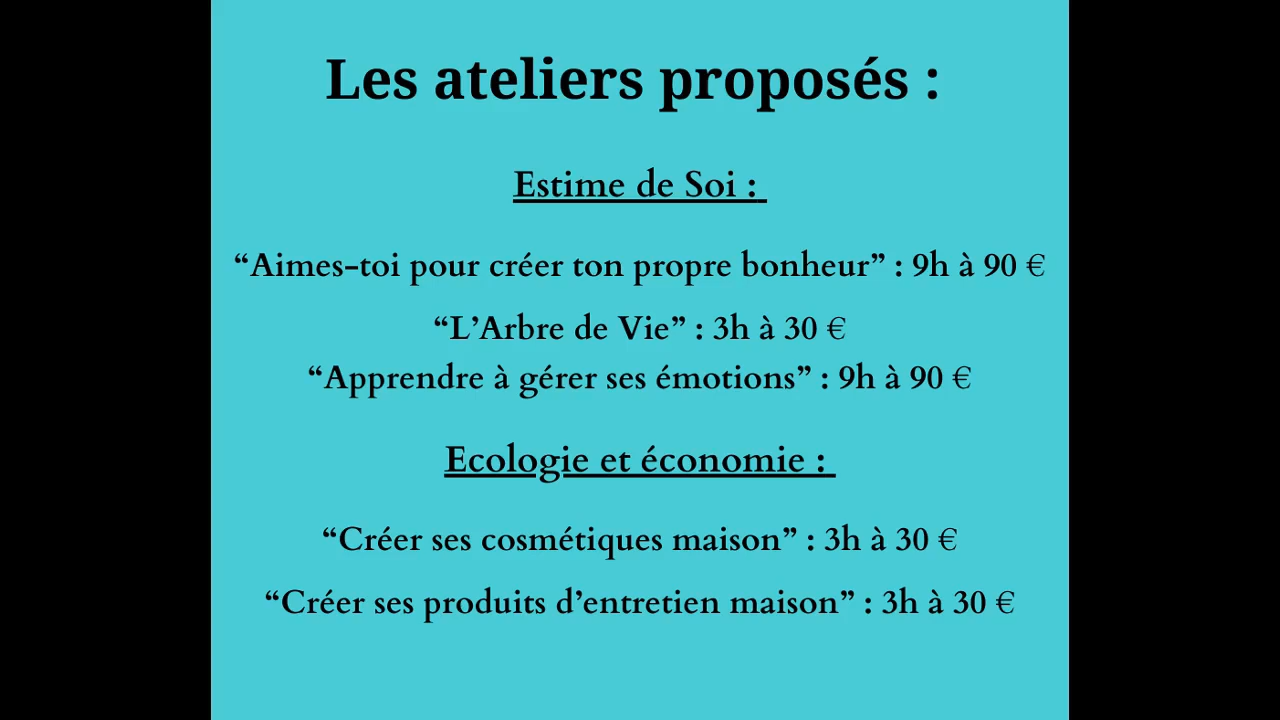 Les ateliers proposés :
Estime de Soi :
“Aimes-toi pour créer ton propre bonheur” : 9h à 90 €
“L’Arbre de Vie” : 3h à 30 €
“Apprendre à gérer ses émotions” : 9h à 90 €
Ecologie et économie :
“Créer ses cosmétiques maison” : 3h à 30 €
“Créer ses produits d’entretien maison” : 3h à 30 €